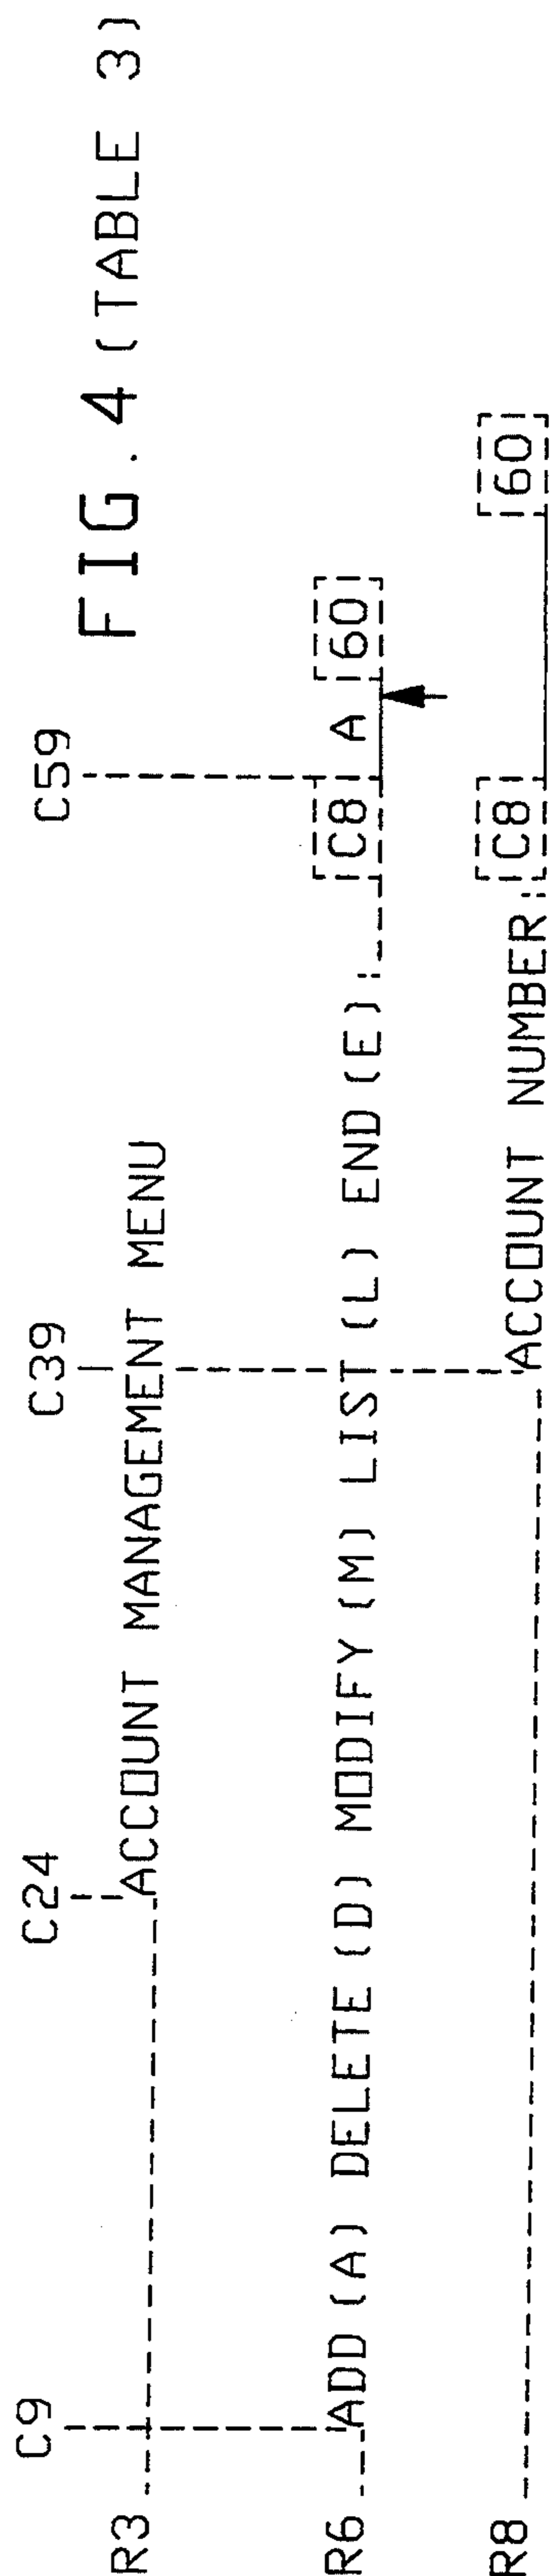 FIG. 4 (TABLE 3)
C9 C24 C39 C59
R3 ACCOUNT MANAGEMENT MENU
R6 ADD (A) DELETE (D) MODIFY (M) LIST (L) END (E): C8 A 60
R8 ACCOUNT NUMBER: C8 60